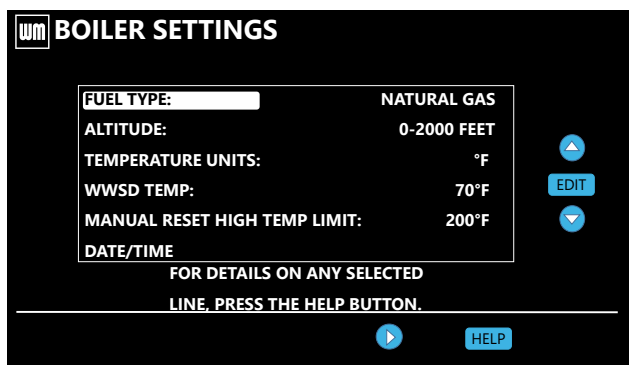 wm BOILER SETTINGS
FUEL TYPE: NATURAL GAS
ALTITUDE: 0-2000 FEET
TEMPERATURE UNITS: °F
WWSD TEMP: 70°F
EDIT
MANUAL RESET HIGH TEMP LIMIT: 200°F
DATE/TIME
FOR DETAILS ON ANY SELECTED
LINE, PRESS THE HELP BUTTON.
HELP